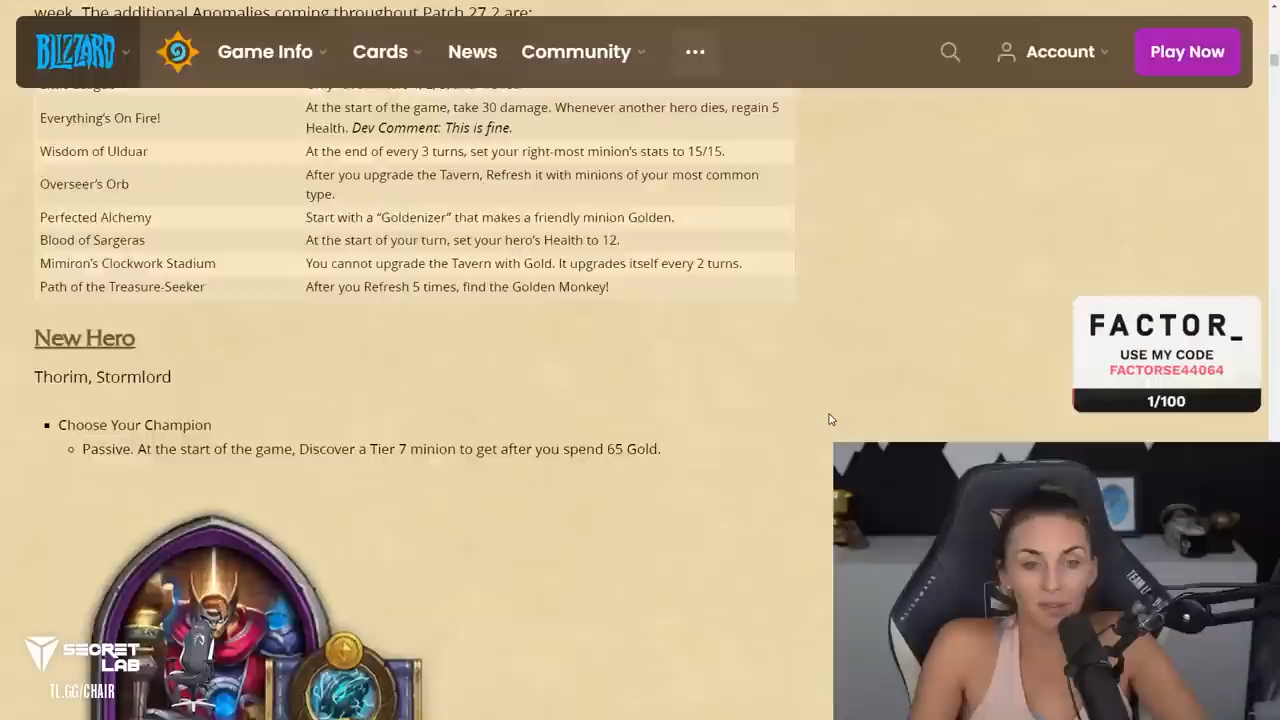 week. The additional Anomalies coming throughout Patch 27.2 are:
BLIZZARD
Game Info
Cards
News
Community
•••
Account
Play Now
Everything's On Fire!
At the start of the game, take 30 damage. Whenever another hero dies, regain 5
Health. Dev Comment: This is fine.
Wisdom of Ulduar
At the end of every 3 turns, set your right-most minion's stats to 15/15.
Overseer's Orb
After you upgrade the Tavern, Refresh it with minions of your most common
type.
Perfected Alchemy
Start with a “Goldenizer” that makes a friendly minion Golden.
Blood of Sargeras
At the start of your turn, set your hero's Health to 12.
Mimiron's Clockwork Stadium
You cannot upgrade the Tavern with Gold. It upgrades itself every 2 turns.
Path of the Treasure-Seeker
After you Refresh 5 times, find the Golden Monkey!
New Hero
Thorim, Stormlord
Choose Your Champion
Passive. At the start of the game, Discover a Tier 7 minion to get after you spend 65 Gold.
FACTOR_
USE MY CODE
FACTORSE44064
1/100
SECRET
LAB
TL.GG/CHAIR
ALIENWARE